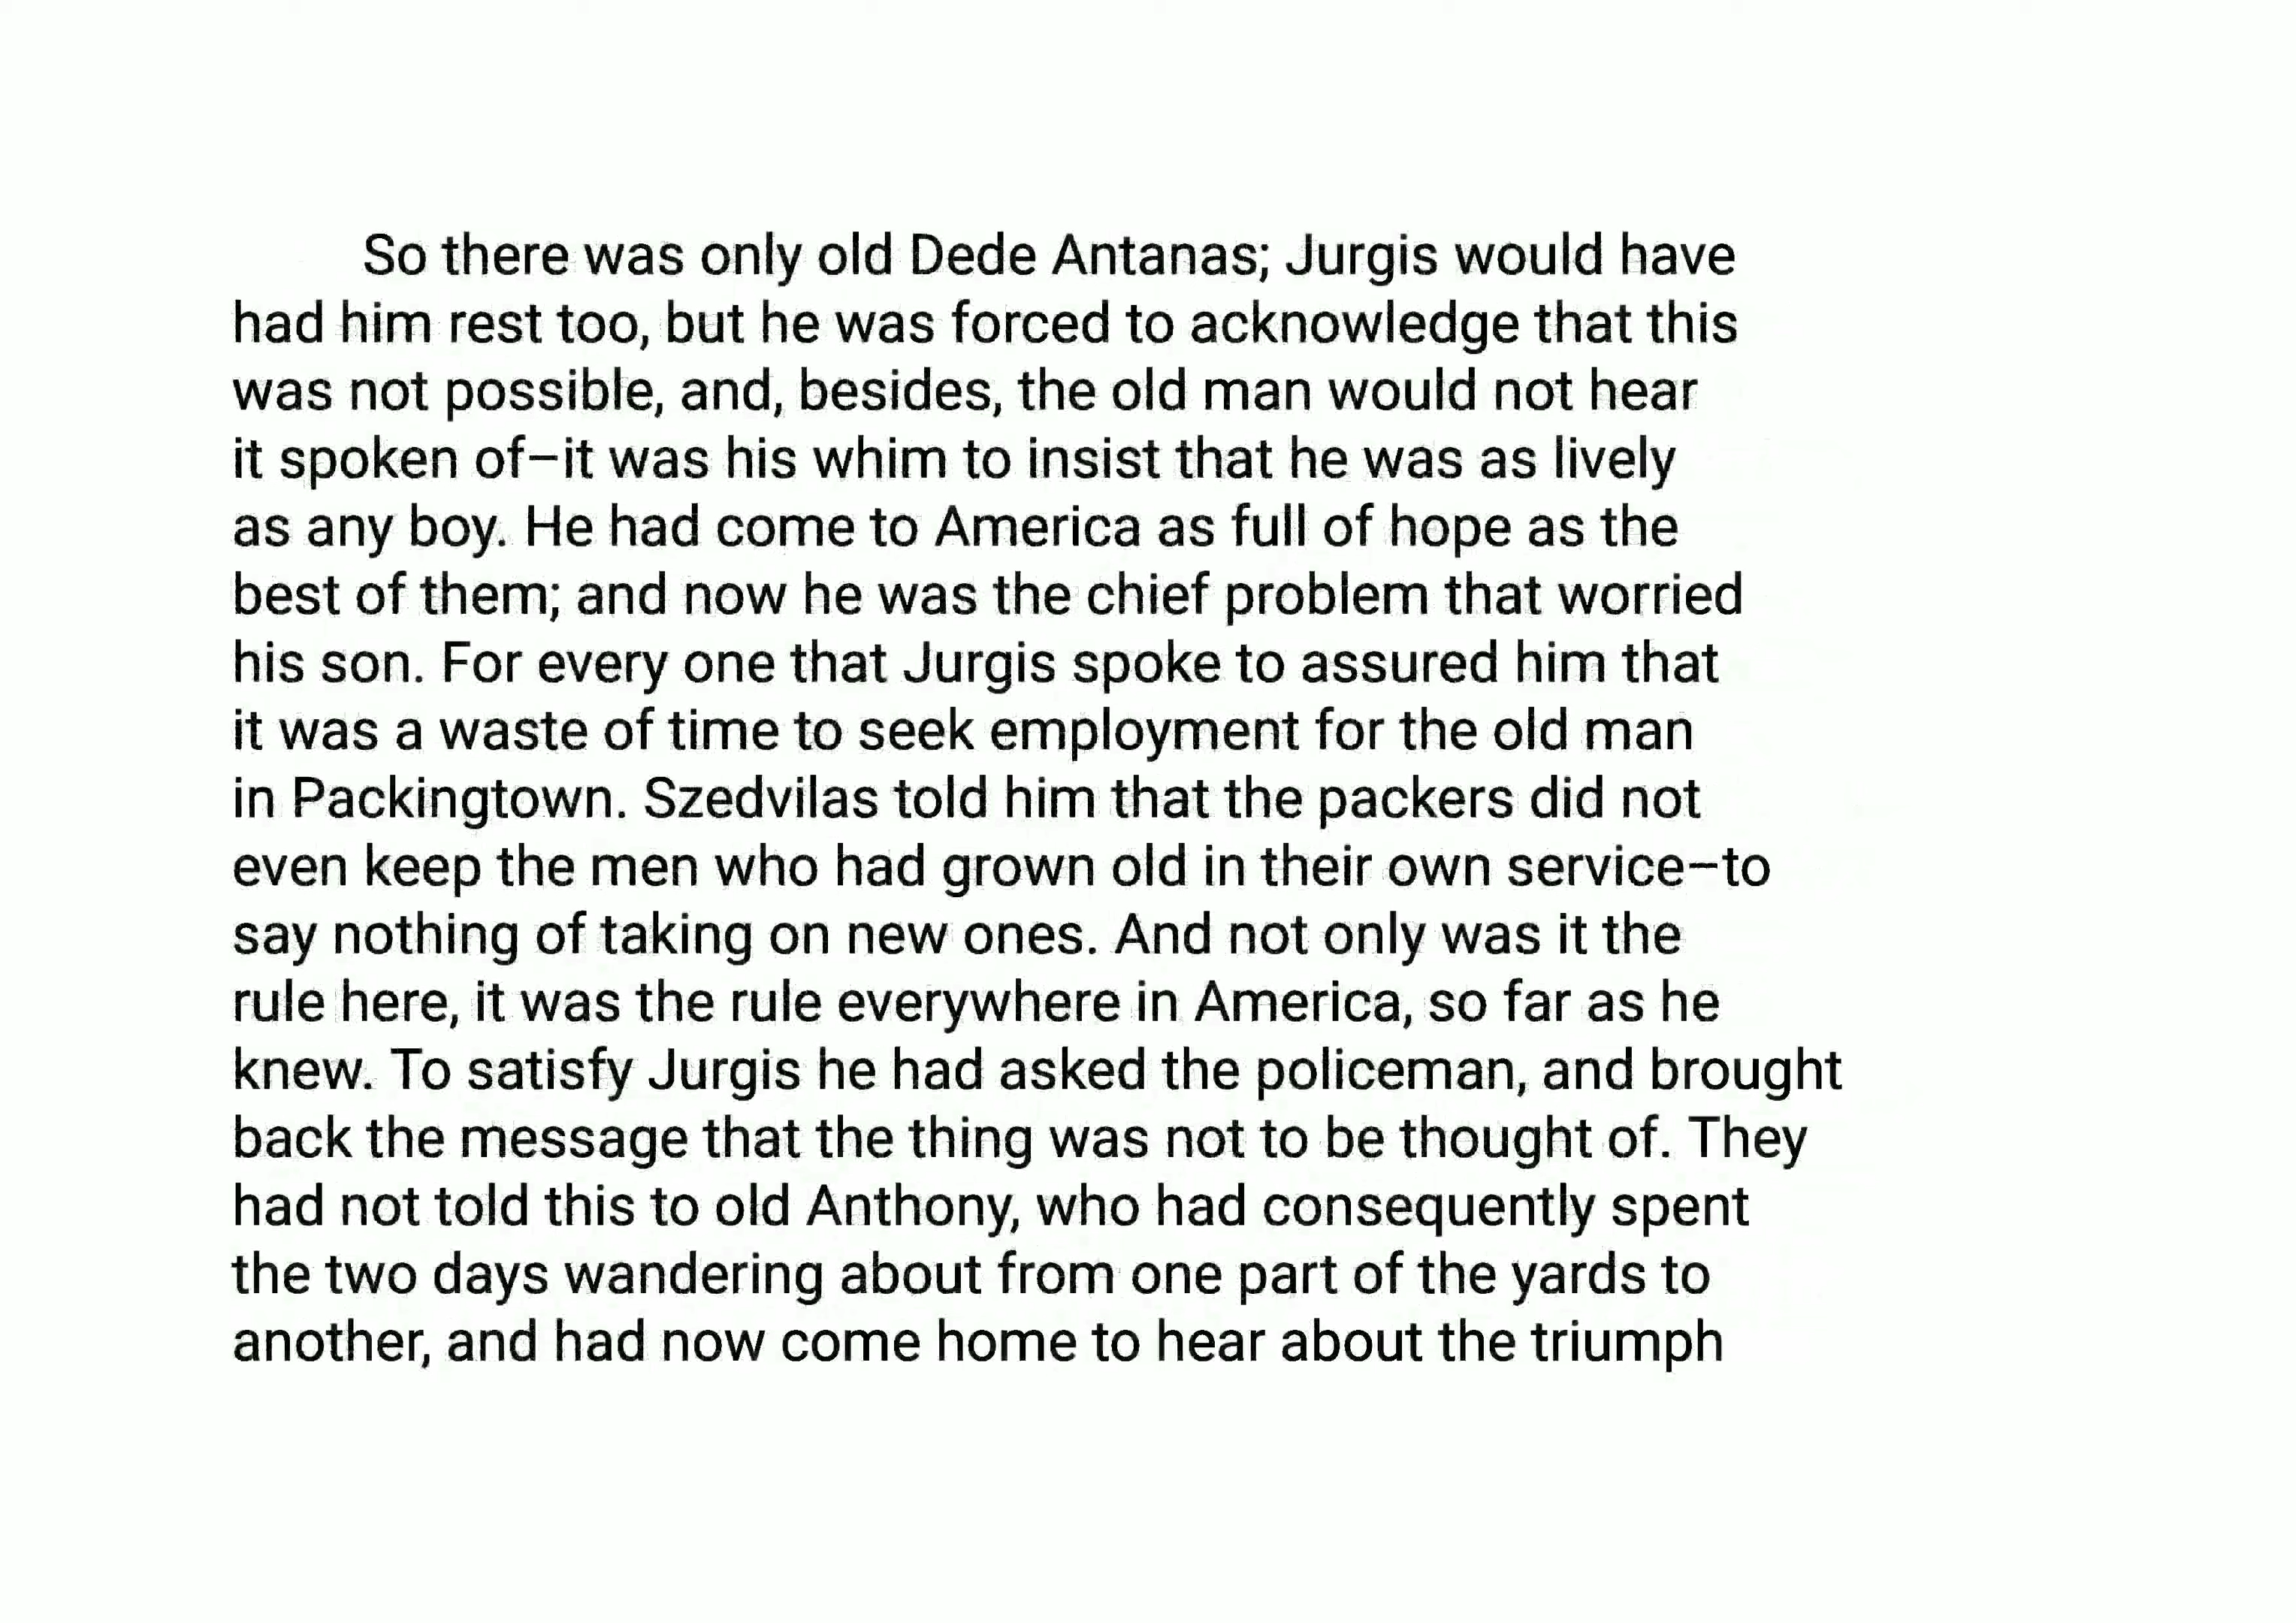 So there was only old Dede Antanas; Jurgis would have
had him rest too, but he was forced to acknowledge that this
was not possible, and, besides, the old man would not hear
it spoken of–it was his whim to insist that he was as lively
as any boy. He had come to America as full of hope as the
best of them; and now he was the chief problem that worried
his son. For every one that Jurgis spoke to assured him that
it was a waste of time to seek employment for the old man
in Packingtown. Szedvilas told him that the packers did not
even keep the men who had grown old in their own service–to
say nothing of taking on new ones. And not only was it the
rule here, it was the rule everywhere in America, so far as he
knew. To satisfy Jurgis he had asked the policeman, and brought
back the message that the thing was not to be thought of. They
had not told this to old Anthony, who had consequently spent
the two days wandering about from one part of the yards to
another, and had now come home to hear about the triumph